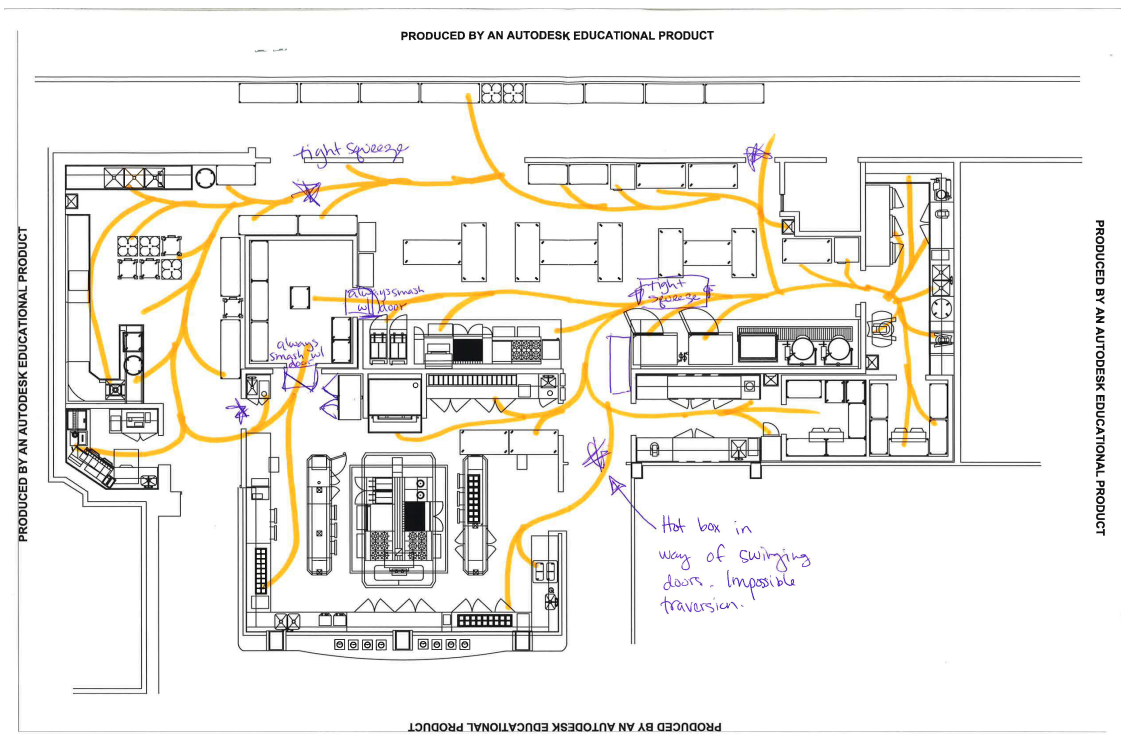 PRODUCED BY AN AUTODESK EDUCATIONAL PRODUCT
tight squeeze
always smash
w/ door
tight
squeeze
always
smash w/
door
Hot box in
way of swinging
doors. Impossible
traversion.
PRODUCED BY AN AUTODESK EDUCATIONAL PRODUCT
PRODUCED BY AN AUTODESK EDUCATIONAL PRODUCT
PRODUCED BY AN AUTODESK EDUCATIONAL PRODUCT